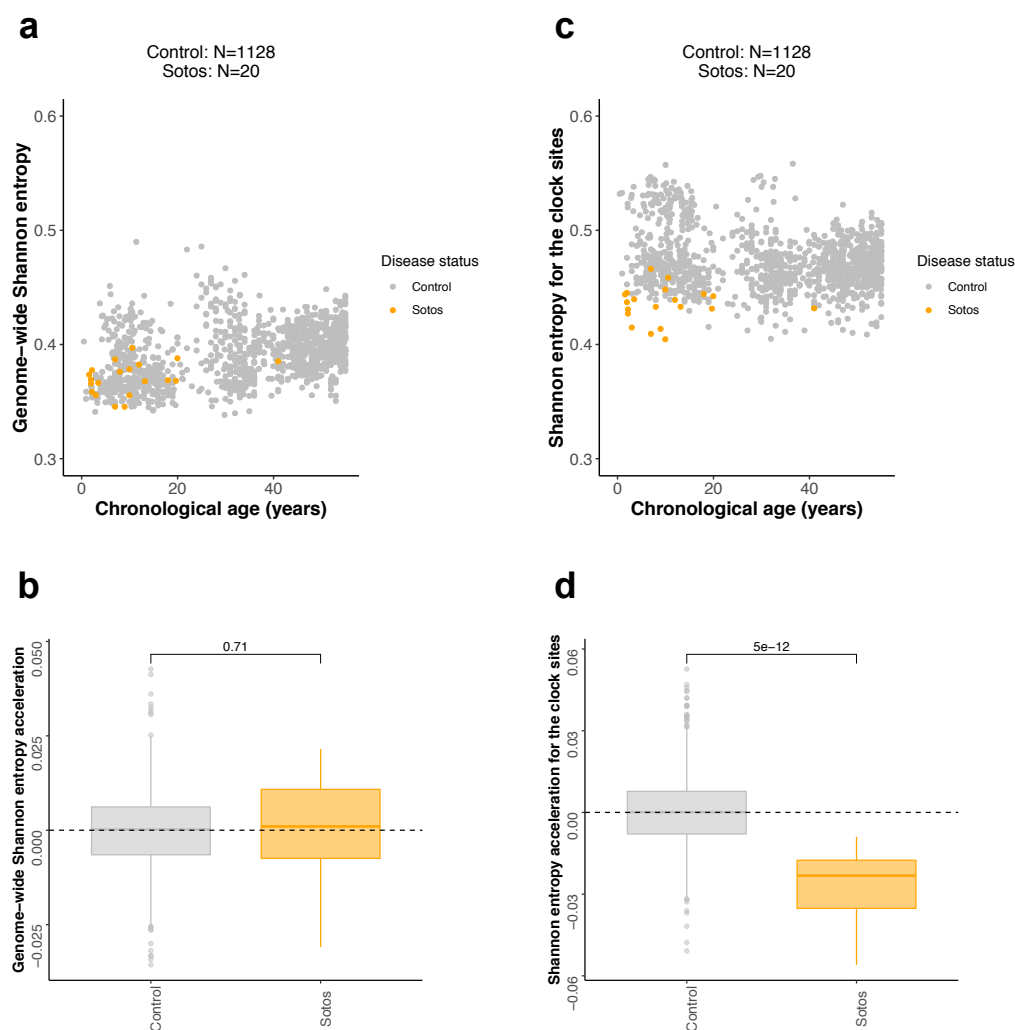 a
Control: N=1128
Sotos: N=20
Genome−wide Shannon entropy
0.6
0.5
0.4
0.3
0
20
40
Chronological age (years)
Disease status
Control
Sotos
c
Control: N=1128
Sotos: N=20
Shannon entropy for the clock sites
0.6
0.5
0.4
0.3
0
20
40
Chronological age (years)
Disease status
Control
Sotos
b
Genome−wide Shannon entropy acceleration
0.050
0.025
0.000
−0.025
0.71
Control
Sotos
d
Shannon entropy acceleration for the clock sites
0.06
0.03
0.00
−0.03
−0.06
5e−12
Control
Sotos